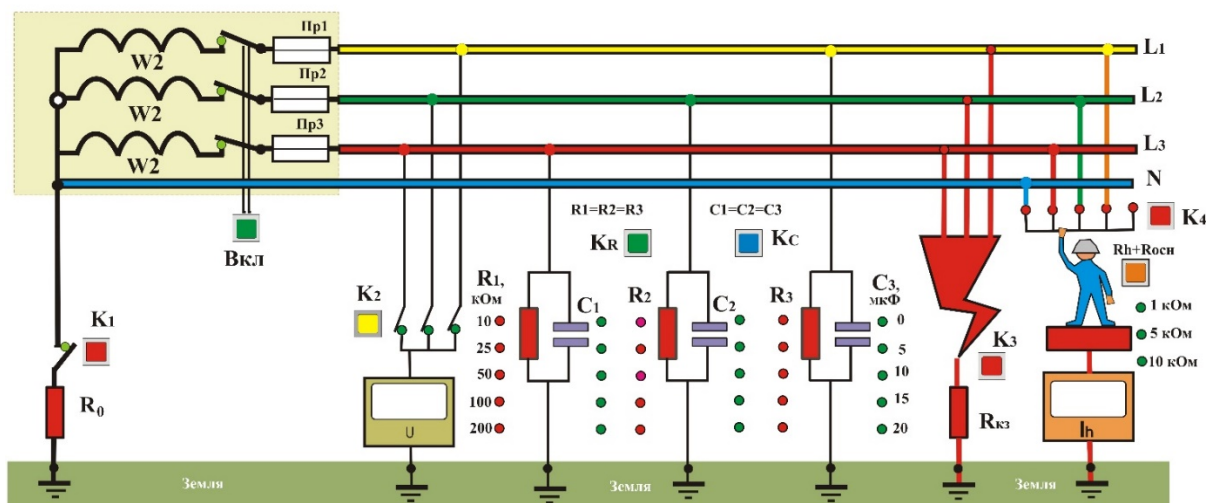 Пр1
W2
L1
Пр2
W2
L2
Пр3
W2
L3
N
R1=R2=R3
C1=C2=C3
K4
KR
KC
Вкл
Rh+Rосн
R1, кОм
C1
R2
C2
R3
C3, мкФ
K2
1 кОм
10
0
K1
25
5
5 кОм
K3
50
10
10 кОм
R0
100
15
Rкз
U
200
20
Ih
Земля
Земля
Земля